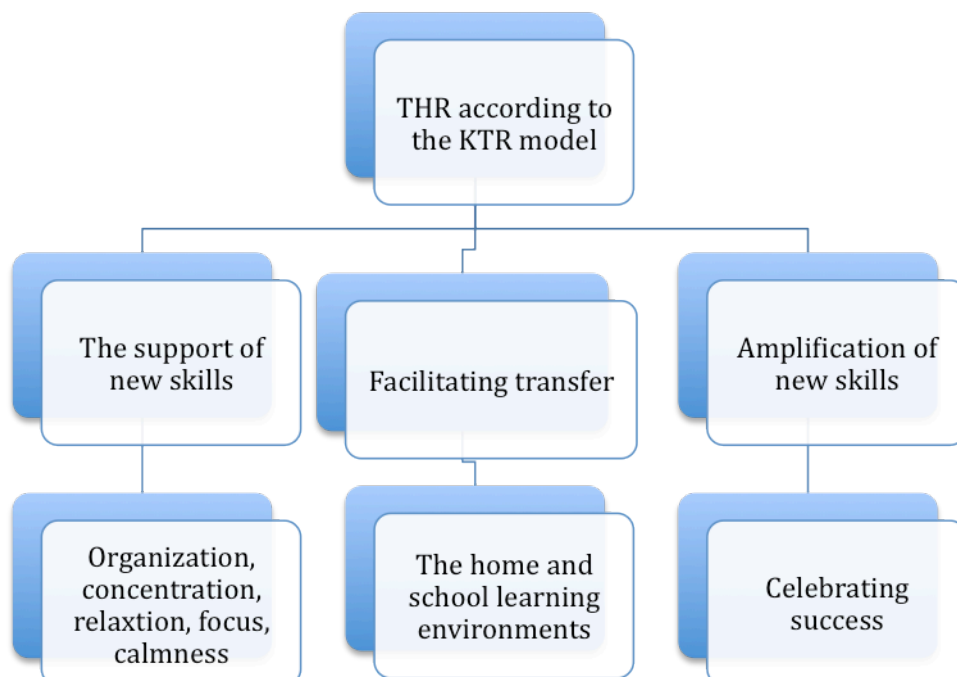 THR according to
the KTR model
The support of
new skills
Facilitating transfer
Amplification of
new skills
Organization,
concentration,
relaxtion, focus,
calmness
The home and
school learning
environments
Celebrating
success